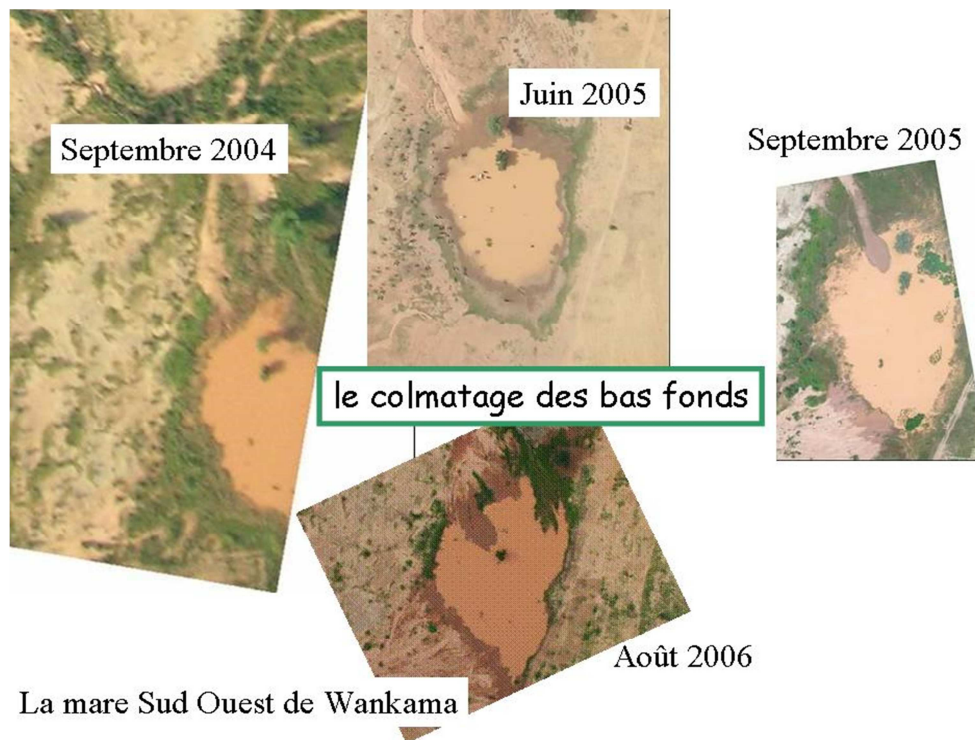 Juin 2005
Septembre 2004
Septembre 2005
le colmatage des bas fonds
Août 2006
La mare Sud Ouest de Wankama